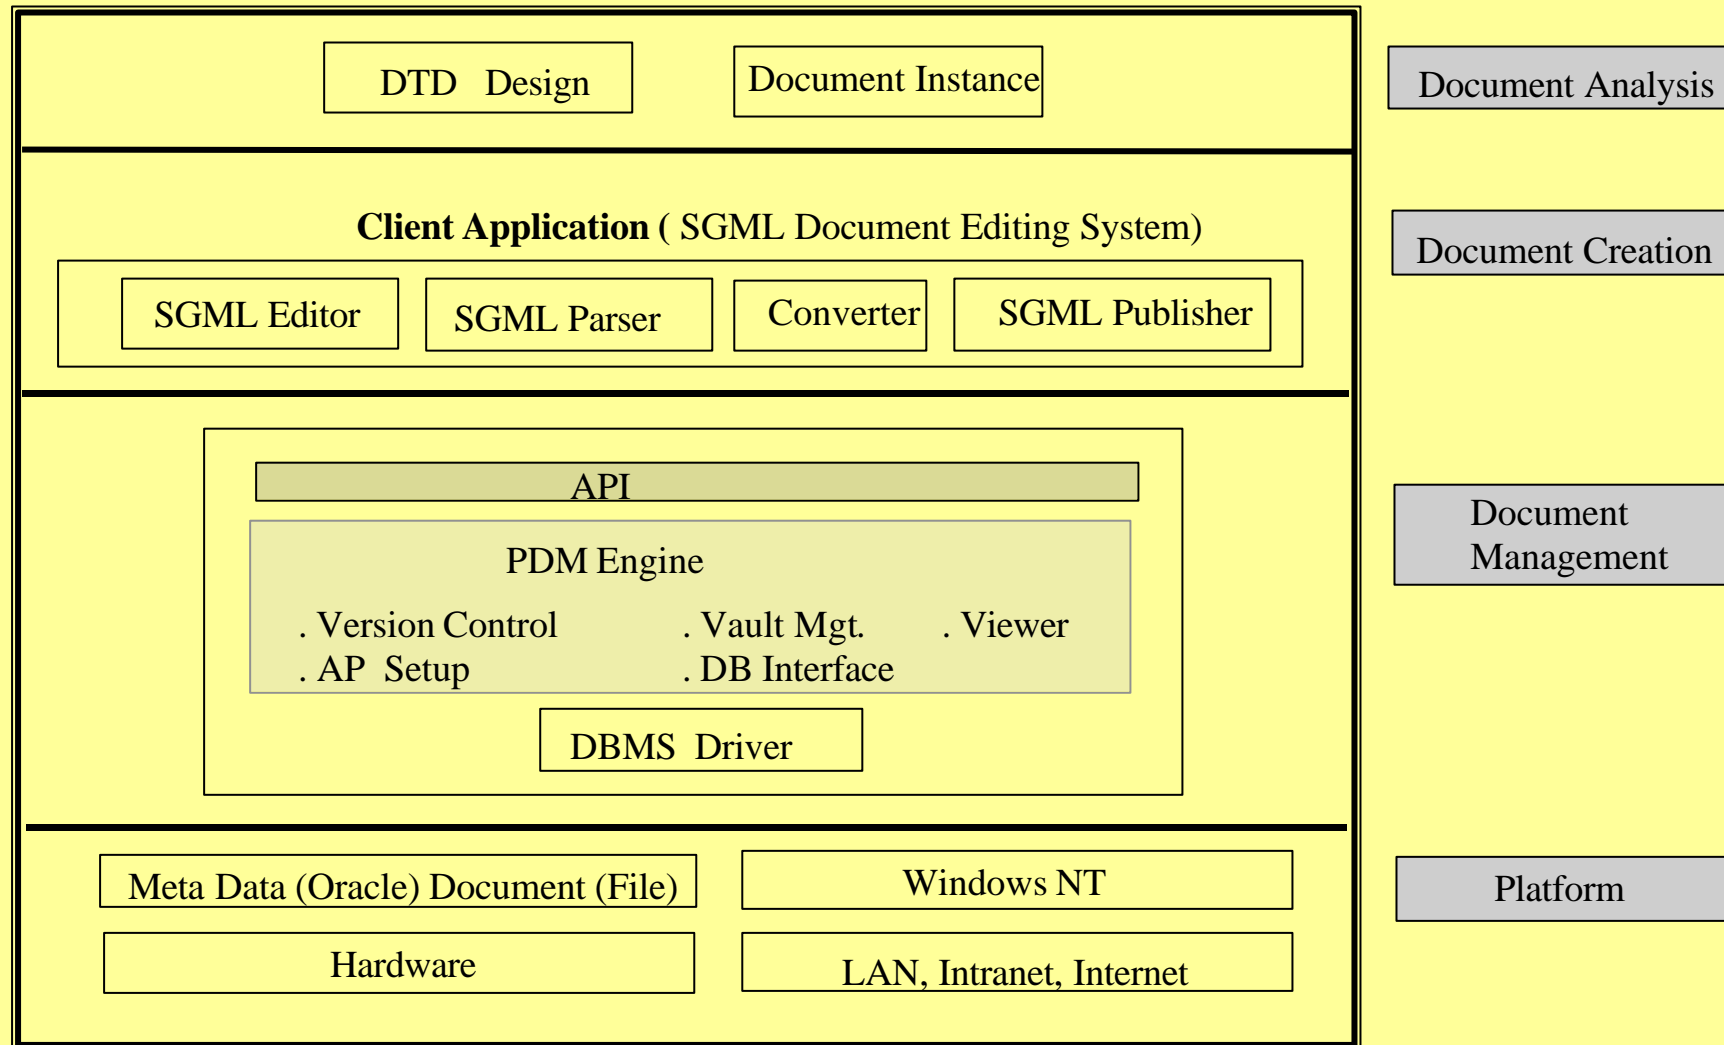 DTD Design
Document Instance
Document Analysis
Client Application ( SGML Document Editing System)
Document Creation
SGML Editor
SGML Parser
Converter
SGML Publisher
API
Document
Management
PDM Engine
. Version Control . Vault Mgt. . Viewer
. AP Setup . DB Interface
DBMS Driver
Meta Data (Oracle) Document (File)
Windows NT
Platform
Hardware
LAN, Intranet, Internet